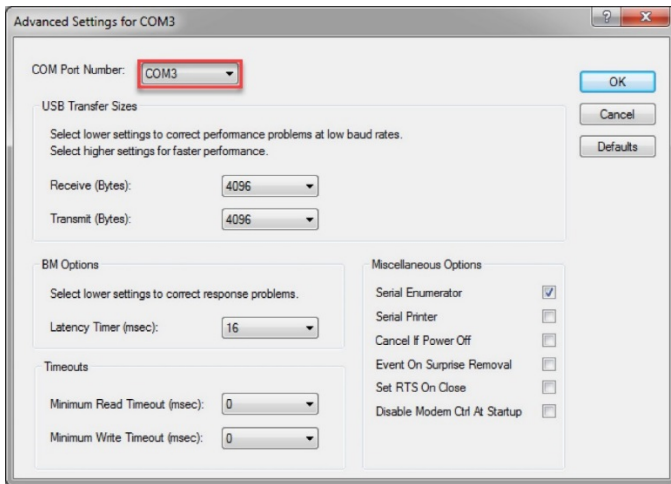 Advanced Settings for COM3
COM Port Number: COM3
OK
Cancel
Defaults
USB Transfer Sizes
Select lower settings to correct performance problems at low baud rates.
Select higher settings for faster performance.
Receive (Bytes): 4096
Transmit (Bytes): 4096
BM Options
Select lower settings to correct response problems.
Latency Timer (msec): 16
Timeouts
Minimum Read Timeout (msec): 0
Minimum Write Timeout (msec): 0
Miscellaneous Options
Serial Enumerator
Serial Printer
Cancel If Power Off
Event On Surprise Removal
Set RTS On Close
Disable Modem Ctrl At Startup